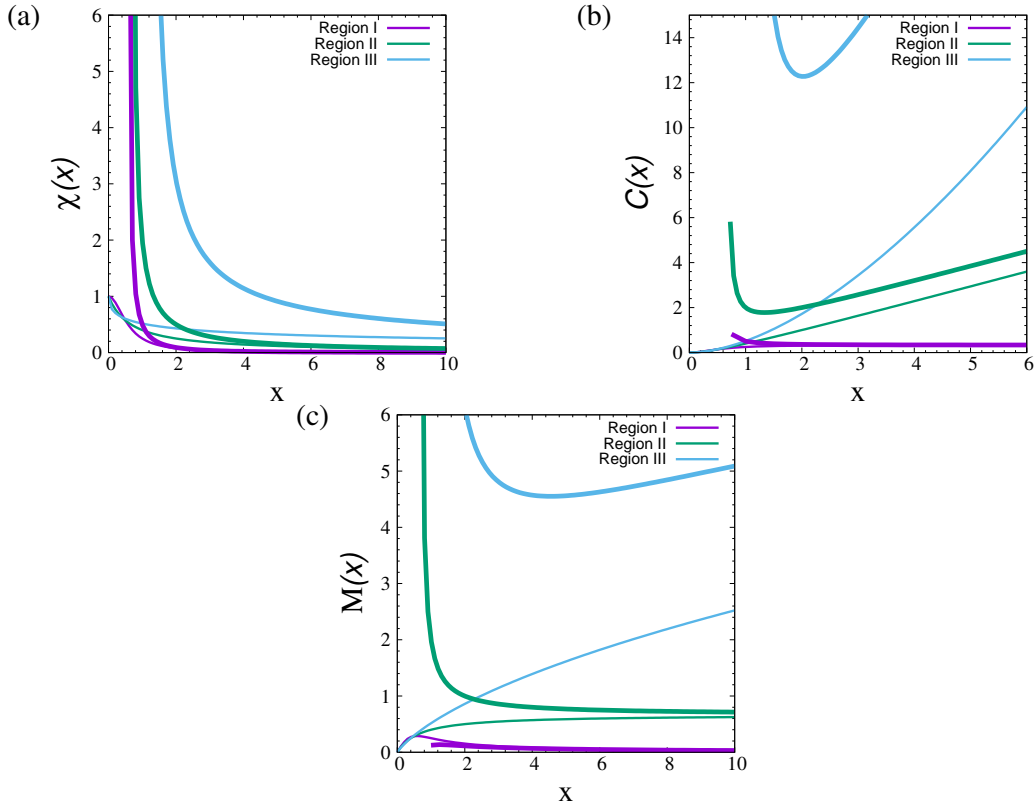 (a)
χ(x)
6
5
4
3
2
1
0
0 2 4 6 8 10
x
Region I
Region II
Region III
(b)
C(x)
14
12
10
8
6
4
2
0
0 1 2 3 4 5 6
x
Region I
Region II
Region III
(c)
M(x)
6
5
4
3
2
1
0
0 2 4 6 8 10
x
Region I
Region II
Region III